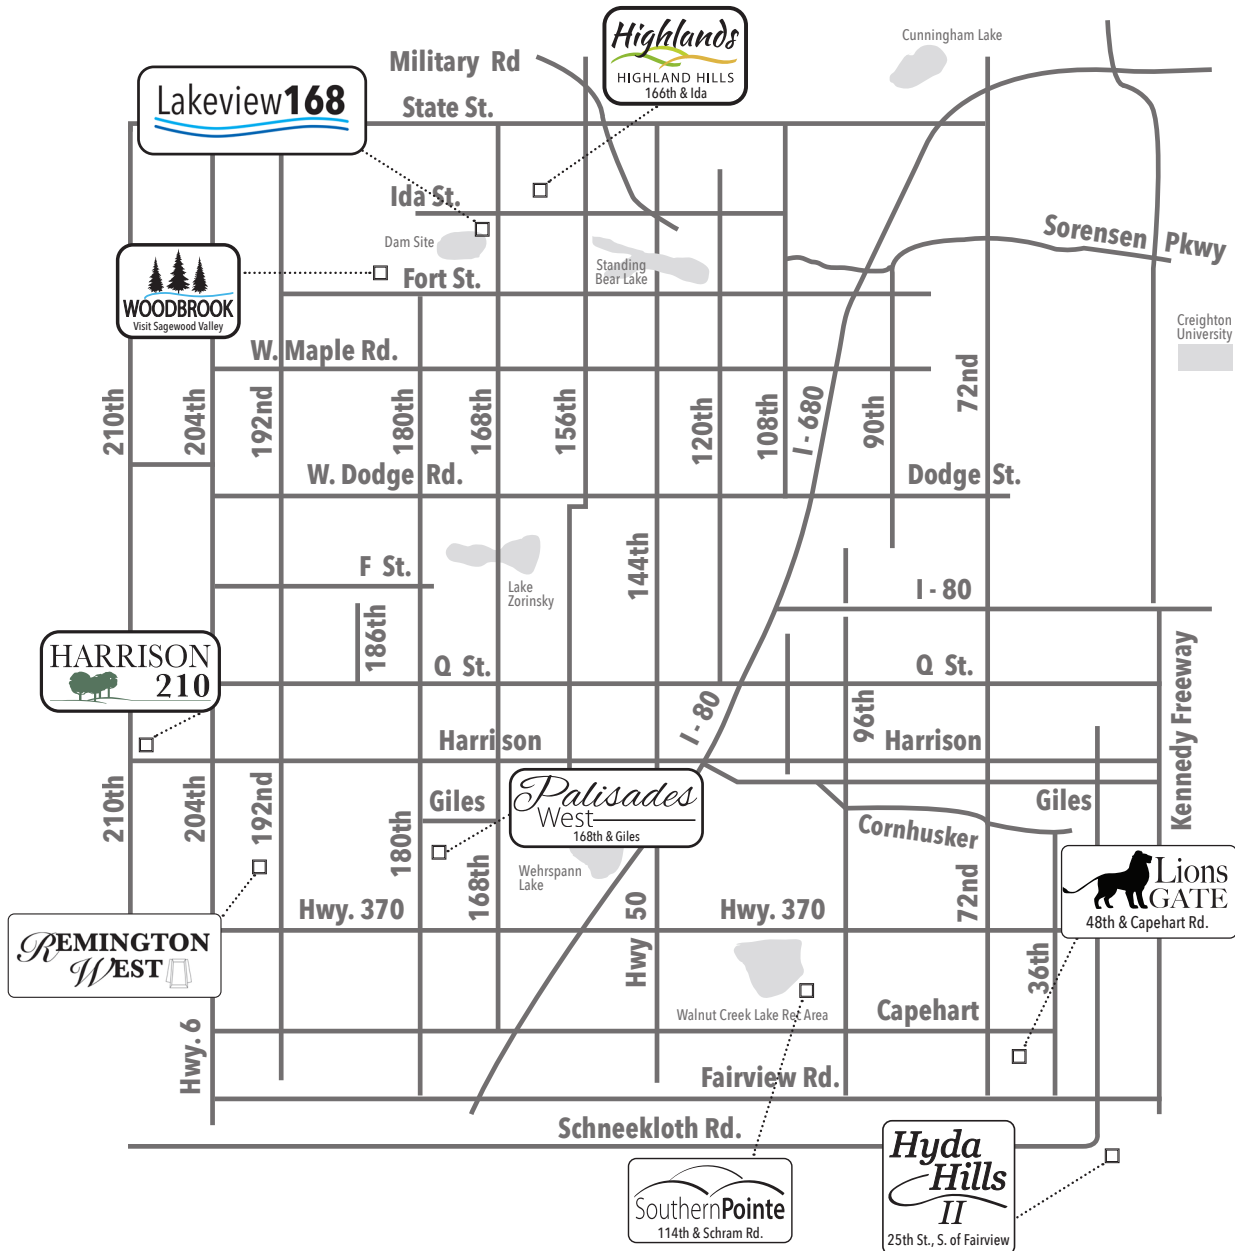 Highlands
HIGHLAND HILLS
166th & Ida
Cunningham Lake
Military Rd
Lakeview168
State St.
Ida St.
Dam Site
Standing
Bear Lake
Sorensen Pkwy
WOODBROOK
Visit Sagewood Valley
Fort St.
Creighton
University
W. Maple Rd.
210th
204th
192nd
180th
168th
156th
120th
108th
I - 680
90th
72nd
W. Dodge Rd.
Dodge St.
144th
F St.
Lake
Zorinsky
I - 80
186th
HARRISON
210
Q St.
Q St.
I - 80
96th
Kennedy Freeway
Harrison
Harrison
210th
204th
192nd
180th
Giles
Palisades
West
168th & Giles
Giles
Cornhusker
168th
Wehrspann
Lake
72nd
Lions
GATE
48th & Capehart Rd.
Hwy. 370
Hwy 50
Hwy. 370
REMINGTON
WEST
36th
Walnut Creek Lake Rec Area
Capehart
Hwy. 6
Fairview Rd.
Schneekloth Rd.
SouthernPointe
114th & Schram Rd.
Hyda
Hills
II
25th St., S. of Fairview